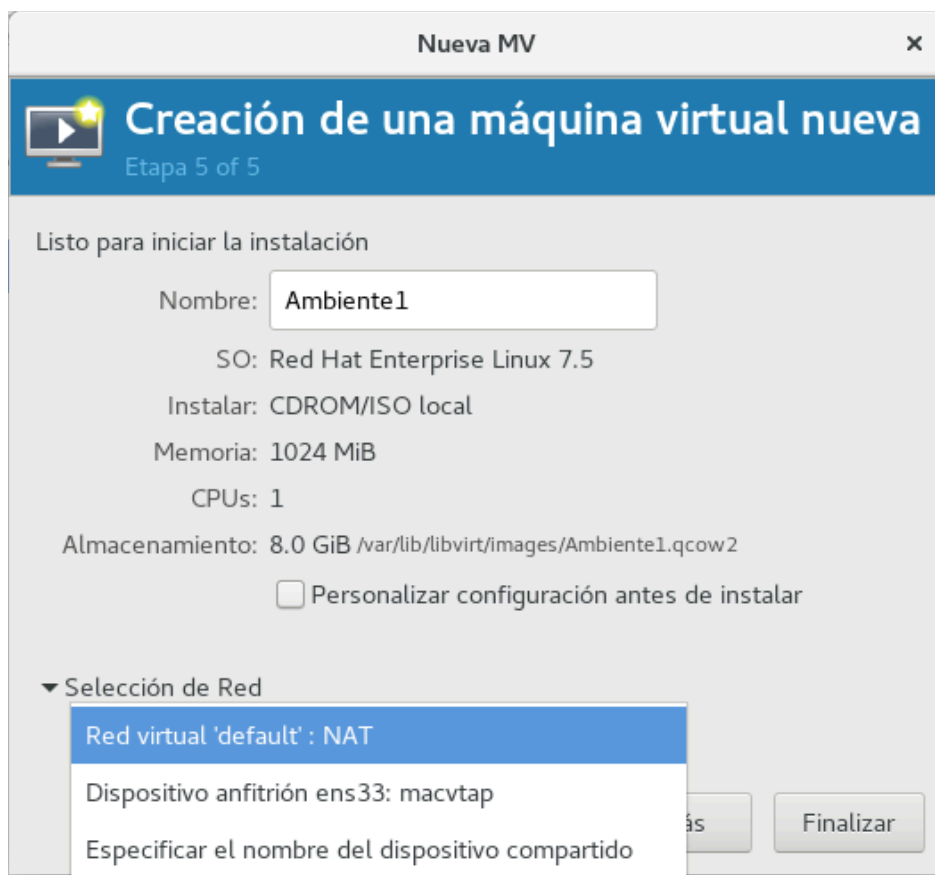 Nueva MV ×
Creación de una máquina virtual nueva
Etapa 5 of 5
Listo para iniciar la instalación
Nombre: Ambiente1
SO: Red Hat Enterprise Linux 7.5
Instalar: CDROM/ISO local
Memoria: 1024 MiB
CPUs: 1
Almacenamiento: 8.0 GiB /var/lib/libvirt/images/Ambiente1.qcow2
Personalizar configuración antes de instalar
Selección de Red
Red virtual 'default' : NAT
Dispositivo anfitrión ens33: macvtap
ás Finalizar
Especificar el nombre del dispositivo compartido